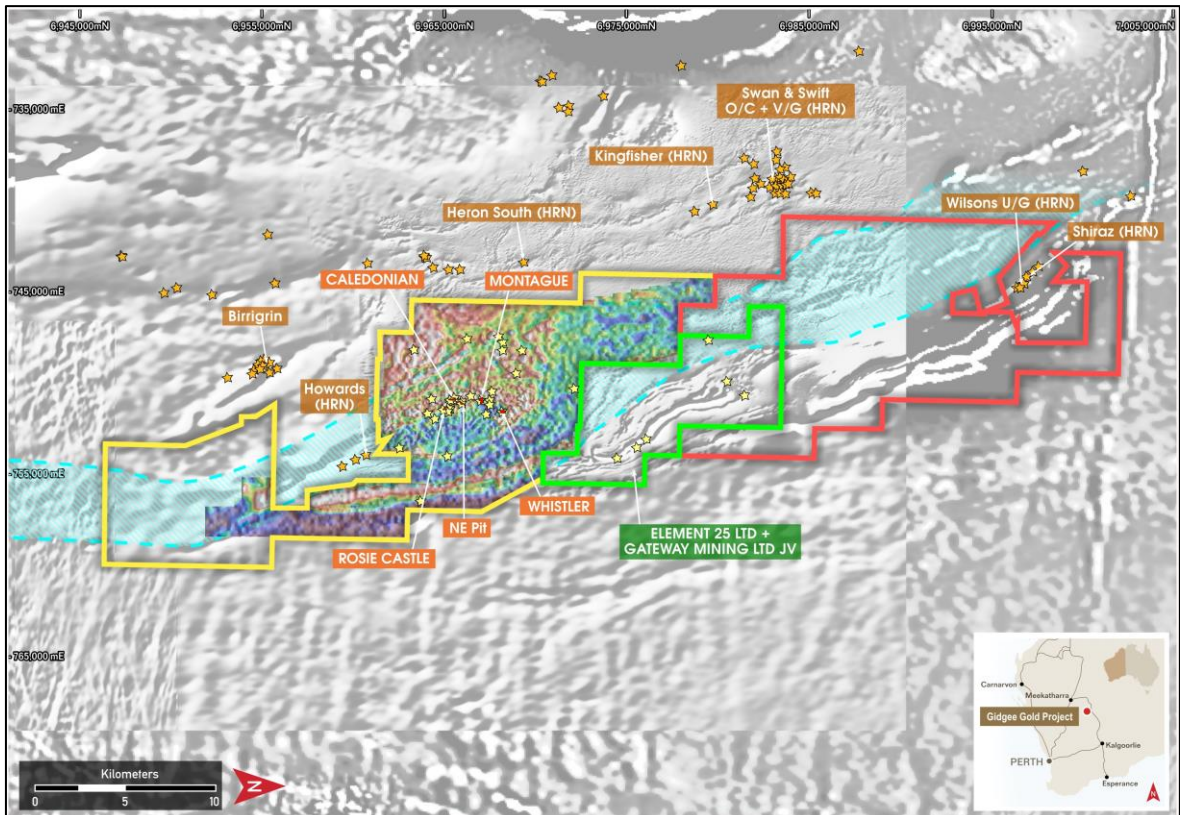 6,945,000mN
6,955,000mN
6,965,000mN
6,975,000mN
6,985,000mN
6,995,000mN
7,005,000mN
735,000 mE
Swan & Swift
O/C + V/G (HRN)
Kingfisher (HRN)
Heron South (HRN)
Wilsons U/G (HRN)
Shiraz (HRN)
CALEDONIAN
MONTAGUE
745,000 mE
Birrigrin
Howards
(HRN)
755,000 mE
WHISTLER
NE Pit
ROSIE CASTLE
ELEMENT 25 LTD +
GATEWAY MINING LTD JV
765,000 mE
Carnarvon
Meekatharra
Gidgee Gold Project
Kalgoorlie
PERTH
Esperance
N
Kilometers
0 5 10
N